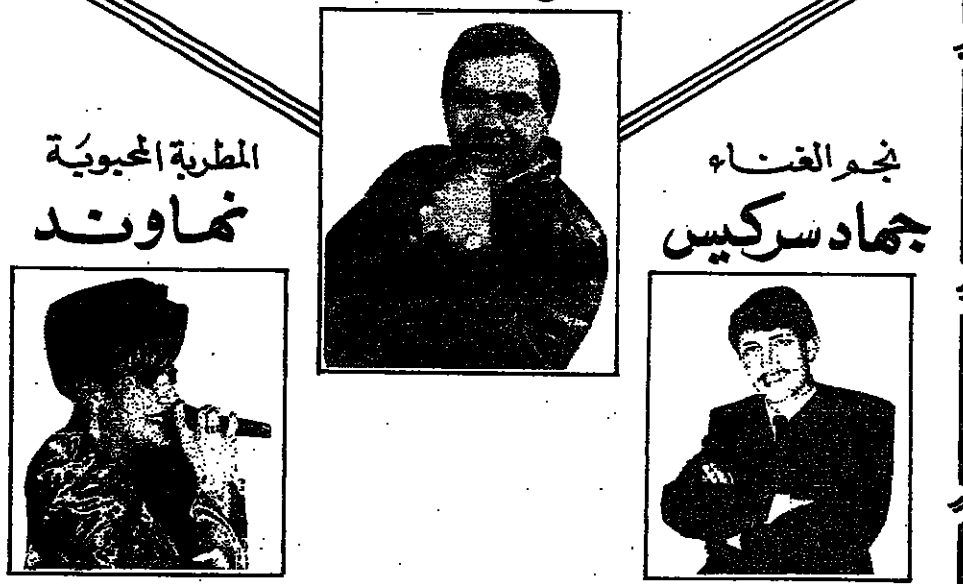 نجم الغناء
جهاد سركيس
المطربة المحبوبة
نهاوند